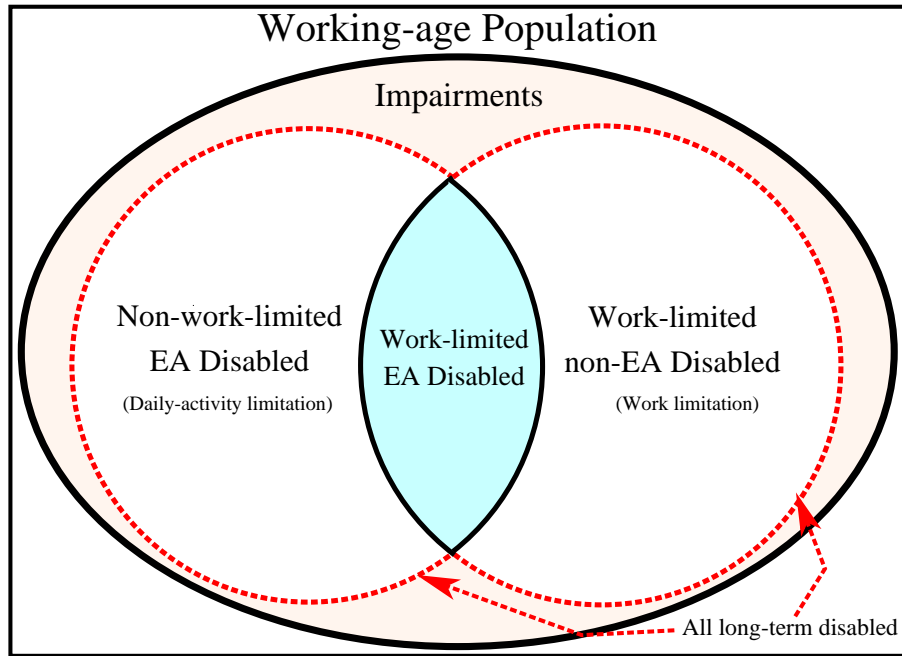 Working-age Population
Impairments
Non-work-limited
EA Disabled
(Daily-activity limitation)
Work-limited
EA Disabled
Work-limited
non-EA Disabled
(Work limitation)
All long-term disabled